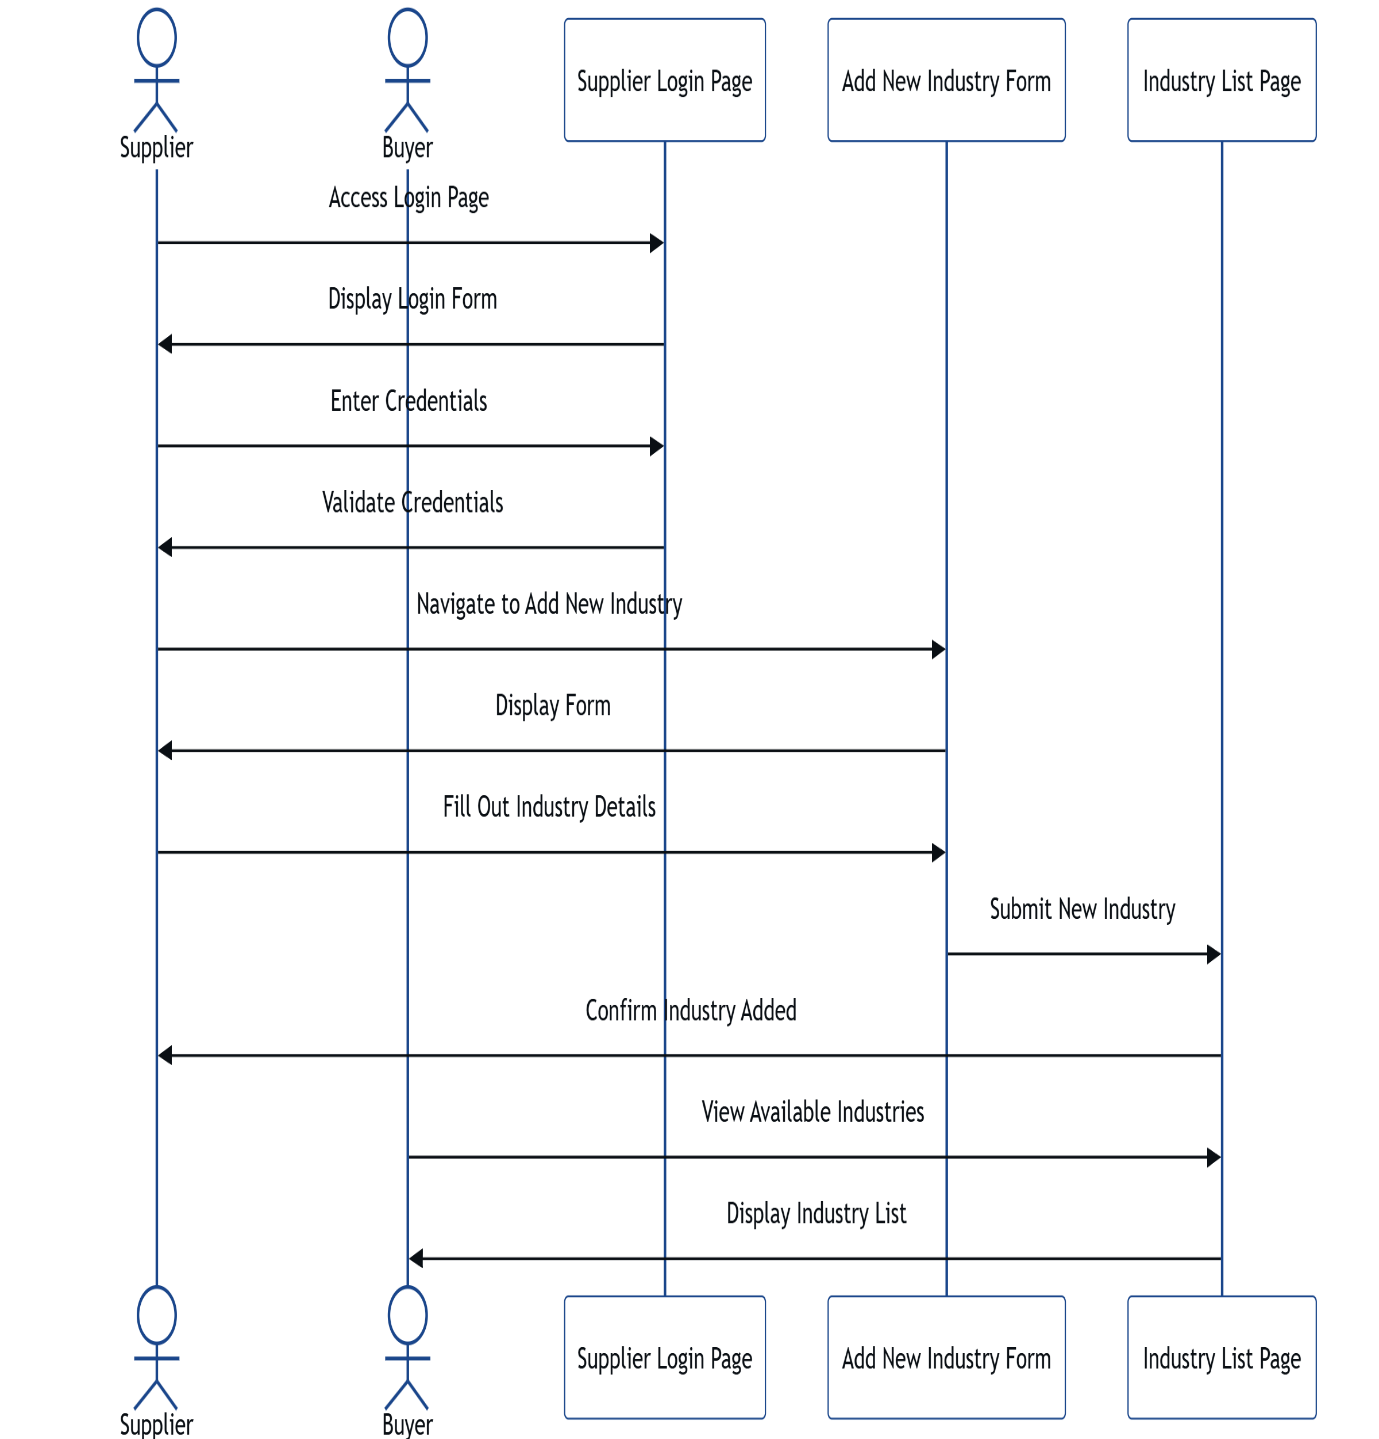 Supplier
Buyer
Supplier Login Page
Add New Industry Form
Industry List Page
Access Login Page
Display Login Form
Enter Credentials
Validate Credentials
Navigate to Add New Industry
Display Form
Fill Out Industry Details
Submit New Industry
Confirm Industry Added
View Available Industries
Display Industry List
Supplier
Buyer
Supplier Login Page
Add New Industry Form
Industry List Page